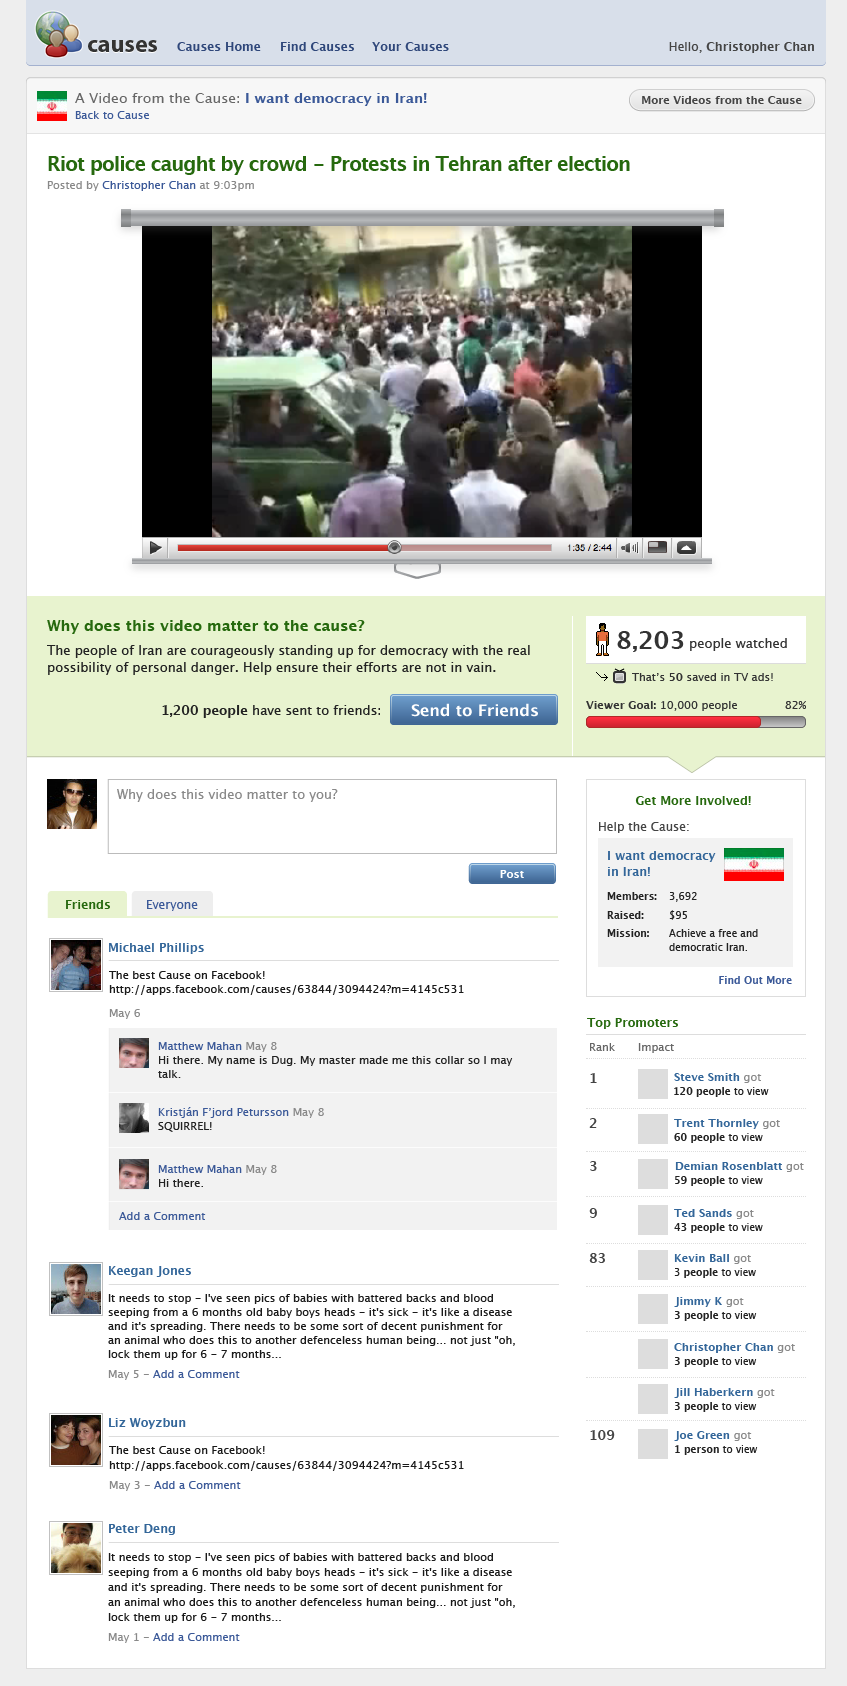 causes
Causes Home Find Causes Your Causes
Hello, Christopher Chan
A Video from the Cause: I want democracy in Iran!
Back to Cause
More Videos from the Cause
Riot police caught by crowd – Protests in Tehran after election
Posted by Christopher Chan at 9:03pm
1:35 / 2:44
Why does this video matter to the cause?
The people of Iran are courageously standing up for democracy with the real
possibility of personal danger. Help ensure their efforts are not in vain.
1,200 people have sent to friends:
Send to Friends
8,203 people watched
That's 50 saved in TV ads!
Viewer Goal: 10,000 people 82%
Why does this video matter to you?
Post
Friends Everyone
Michael Phillips
The best Cause on Facebook!
http://apps.facebook.com/causes/63844/3094424?m=4145c531
May 6
Matthew Mahan May 8
Hi there. My name is Dug. My master made me this collar so I may
talk.
Kristján F'jord Petursson May 8
SQUIRREL!
Matthew Mahan May 8
Hi there.
Add a Comment
Keegan Jones
It needs to stop – I've seen pics of babies with battered backs and blood
seeping from a 6 months old baby boys heads – it's sick – it's like a disease
and it's spreading. There needs to be some sort of decent punishment for
an animal who does this to another defenceless human being... not just "oh,
lock them up for 6 – 7 months...
May 5 – Add a Comment
Liz Woyzbun
The best Cause on Facebook!
http://apps.facebook.com/causes/63844/3094424?m=4145c531
May 3 – Add a Comment
Peter Deng
It needs to stop – I've seen pics of babies with battered backs and blood
seeping from a 6 months old baby boys heads – it's sick – it's like a disease
and it's spreading. There needs to be some sort of decent punishment for
an animal who does this to another defenceless human being... not just "oh,
lock them up for 6 – 7 months...
May 1 – Add a Comment
Get More Involved!
Help the Cause:
I want democracy
in Iran!
Members: 3,692
Raised: $95
Mission: Achieve a free and
democratic Iran.
Find Out More
Top Promoters
Rank Impact
1 Steve Smith got
120 people to view
2 Trent Thornley got
60 people to view
3 Demian Rosenblatt got
59 people to view
9 Ted Sands got
43 people to view
83 Kevin Ball got
3 people to view
Jimmy K got
3 people to view
Christopher Chan got
3 people to view
Jill Haberkern got
3 people to view
109 Joe Green got
1 person to view